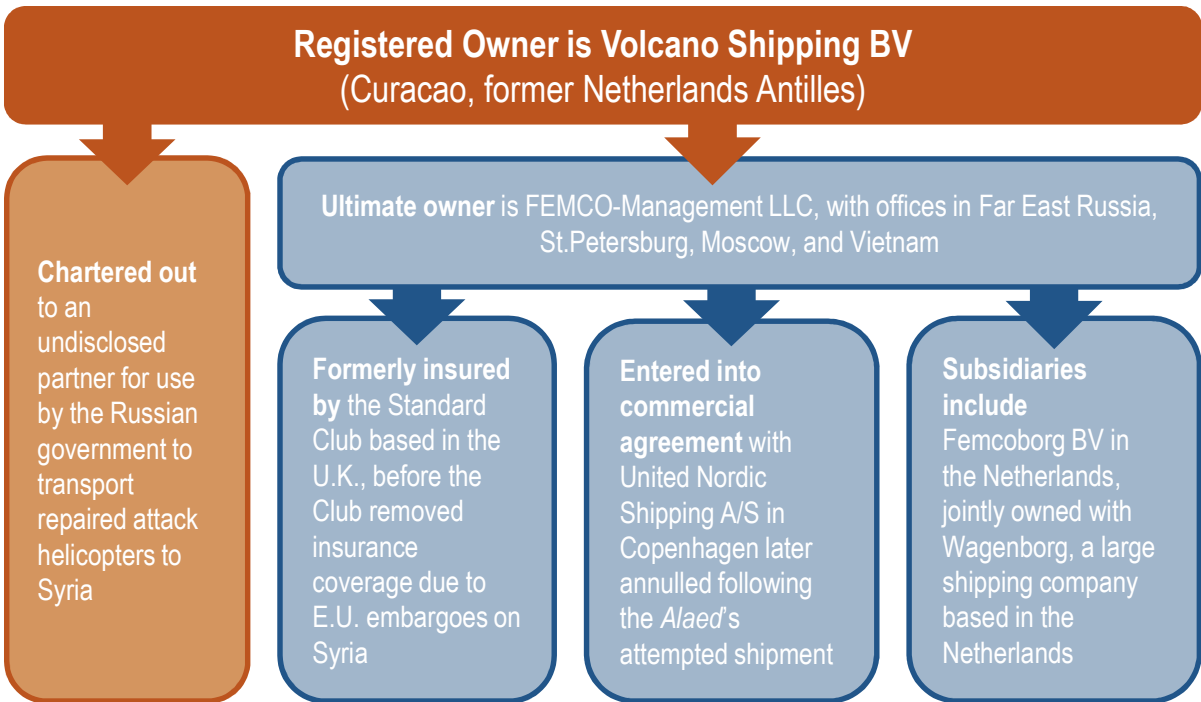 Registered Owner is Volcano Shipping BV
(Curacao, former Netherlands Antilles)
Chartered out
to an
undisclosed
partner for use
by the Russian
government to
transport
repaired attack
helicopters to
Syria
Ultimate owner is FEMCO-Management LLC, with offices in Far East Russia,
St.Petersburg, Moscow, and Vietnam
Formerly insured
by the Standard
Club based in the
U.K., before the
Club removed
insurance
coverage due to
E.U. embargoes on
Syria
Entered into
commercial
agreement with
United Nordic
Shipping A/S in
Copenhagen later
annulled following
the Alaed's
attempted shipment
Subsidiaries
include
Femcoborg BV in
the Netherlands,
jointly owned with
Wagenborg, a large
shipping company
based in the
Netherlands